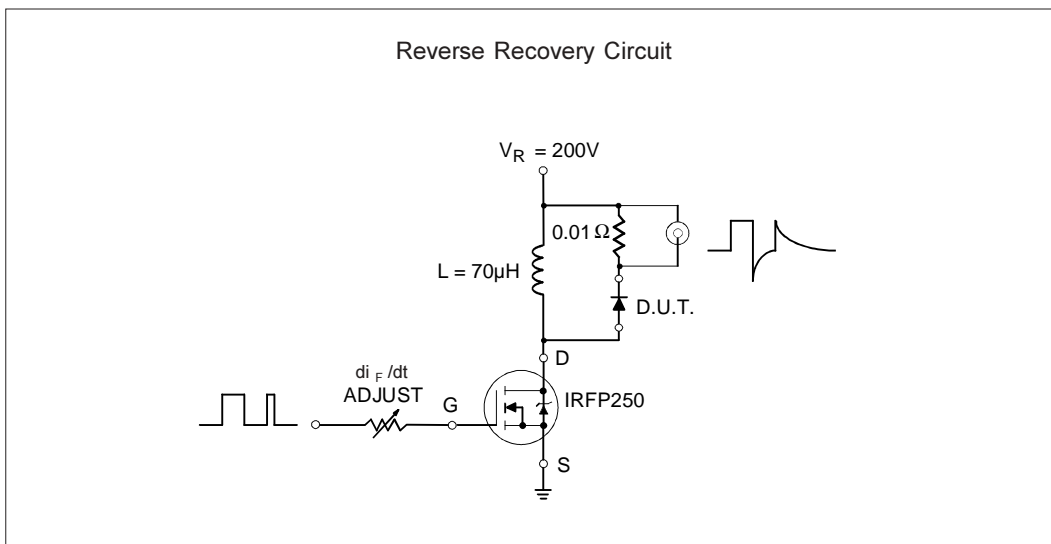 Reverse Recovery Circuit
V_R = 200V
0.01 Ω
L = 70µH
D.U.T.
di_F/dt
ADJUST
G
D
IRFP250
S